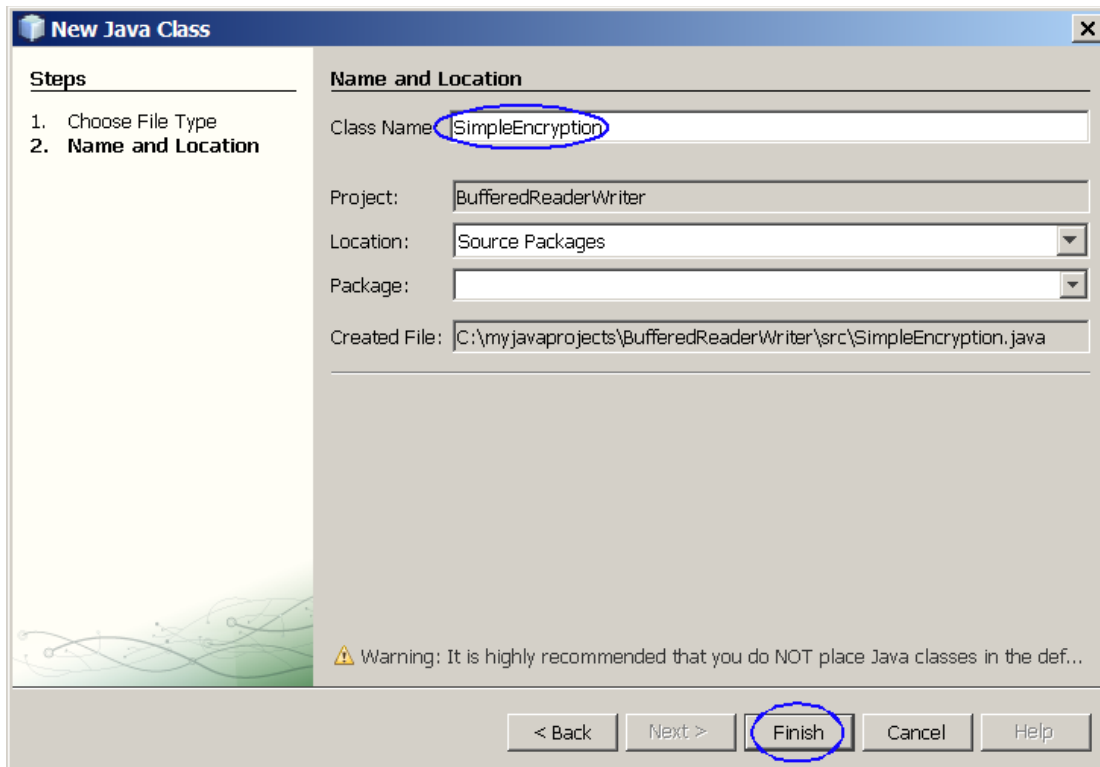 New Java Class
Steps
1. Choose File Type
2. Name and Location
Name and Location
Class Name: SimpleEncryption
Project: BufferedReaderWriter
Location: Source Packages
Package:
Created File: C:\myjavaprojects\BufferedReaderWriter\src\SimpleEncryption.java
Warning: It is highly recommended that you do NOT place Java classes in the def...
< Back Next > Finish Cancel Help